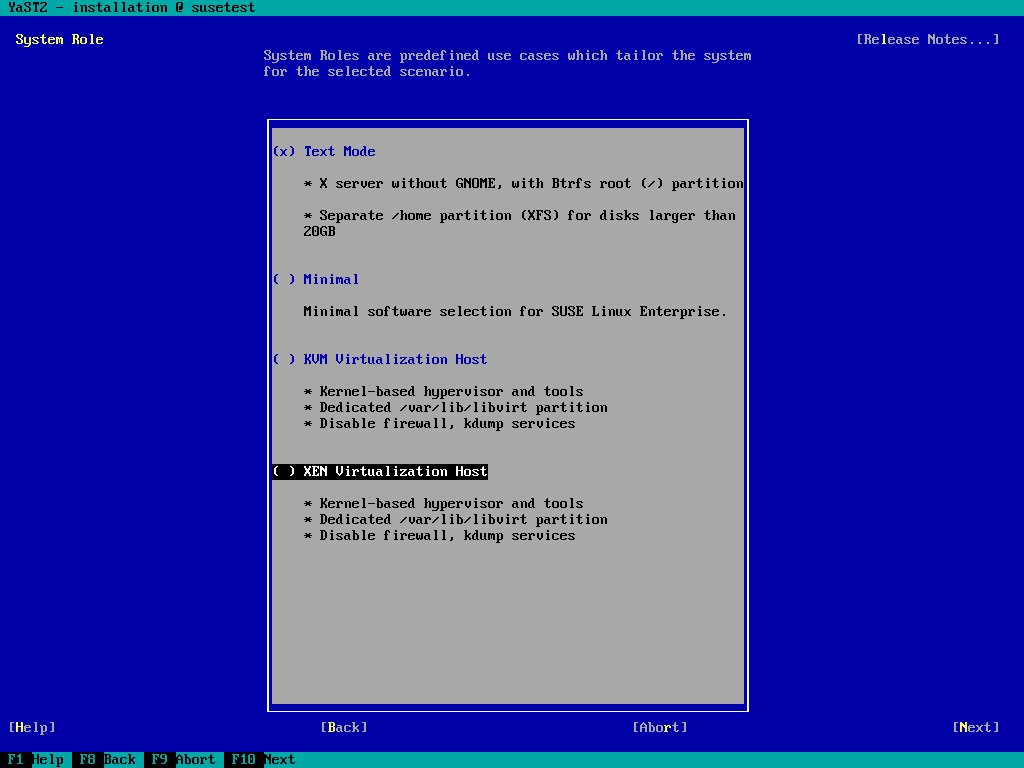 YaST2 - installation @ susetest
System Role [Release Notes...]
System Roles are predefined use cases which tailor the system
for the selected scenario.
(x) Text Mode
* X server without GNOME, with Btrfs root (/) partition
* Separate /home partition (XFS) for disks larger than
20GB
( ) Minimal
Minimal software selection for SUSE Linux Enterprise.
( ) KVM Virtualization Host
* Kernel-based hypervisor and tools
* Dedicated /var/lib/libvirt partition
* Disable firewall, kdump services
( ) XEN Virtualization Host
* Kernel-based hypervisor and tools
* Dedicated /var/lib/libvirt partition
* Disable firewall, kdump services
[Help] [Back] [Abort] [Next]
F1 Help F8 Back F9 Abort F10 Next